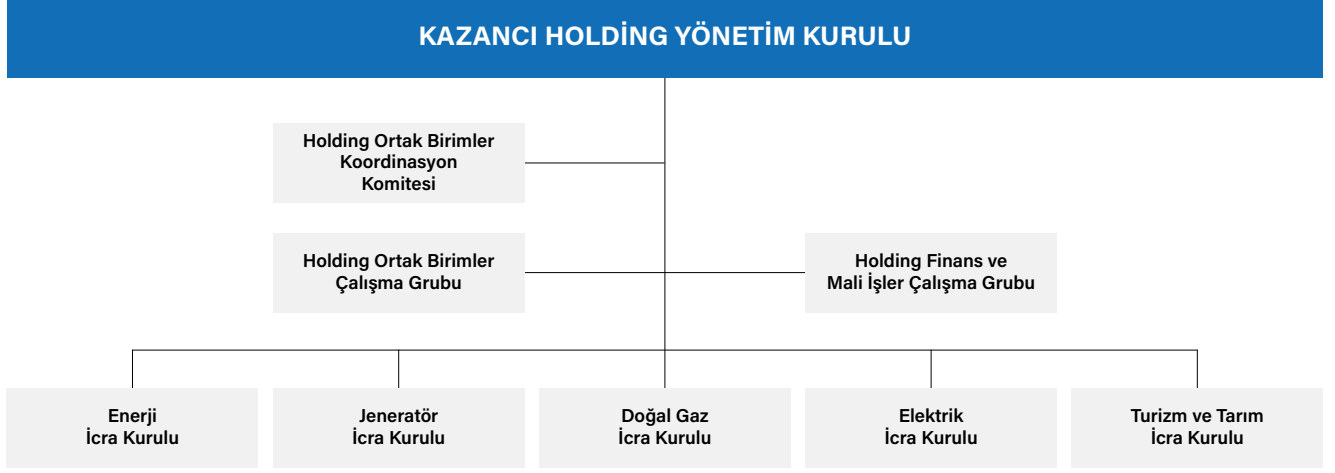 KAZANCI HOLDİNG YÖNETİM KURULU
Holding Ortak Birimler
Koordinasyon
Komitesi
Holding Ortak Birimler
Çalışma Grubu
Holding Finans ve
Mali İşler Çalışma Grubu
Enerji
İcra Kurulu
Jeneratör
İcra Kurulu
Doğal Gaz
İcra Kurulu
Elektrik
İcra Kurulu
Turizm ve Tarım
İcra Kurulu